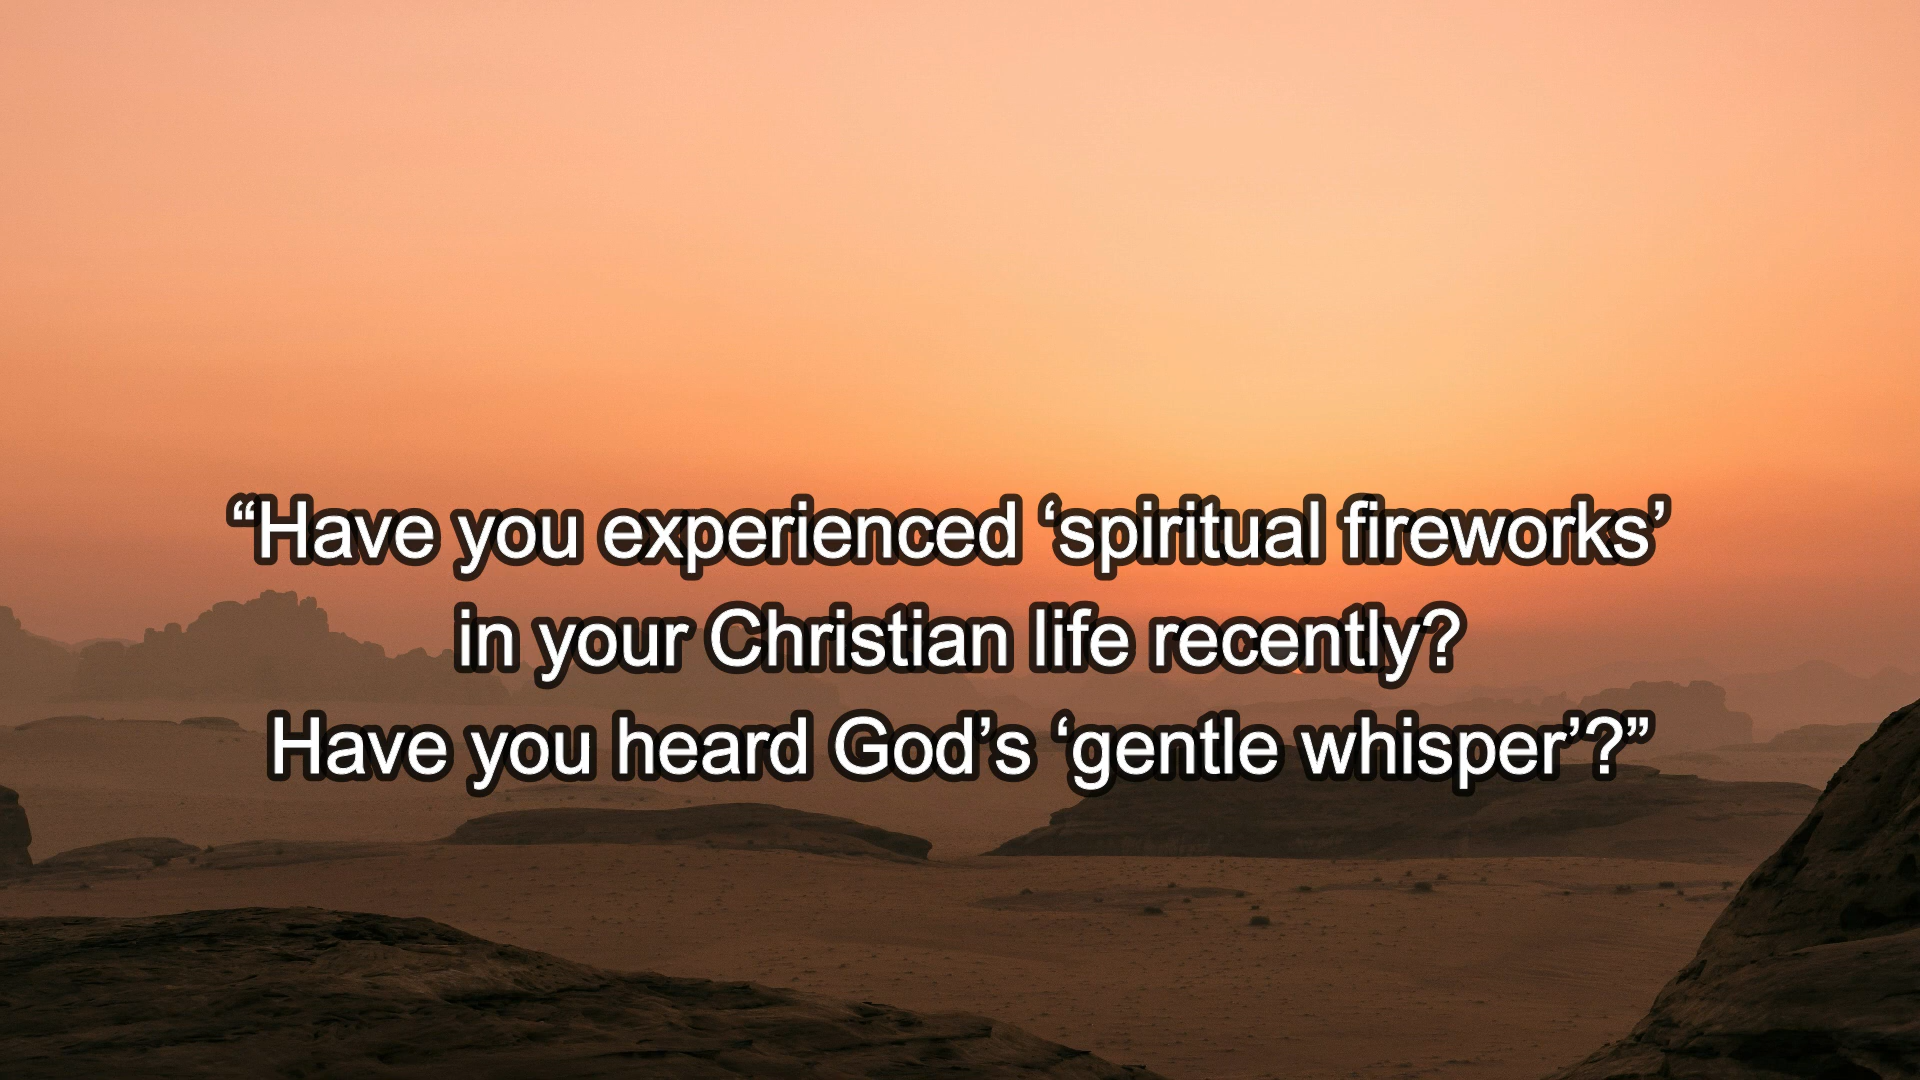 “Have you experienced ‘spiritual fireworks’
in your Christian life recently?
Have you heard God’s ‘gentle whisper’?”